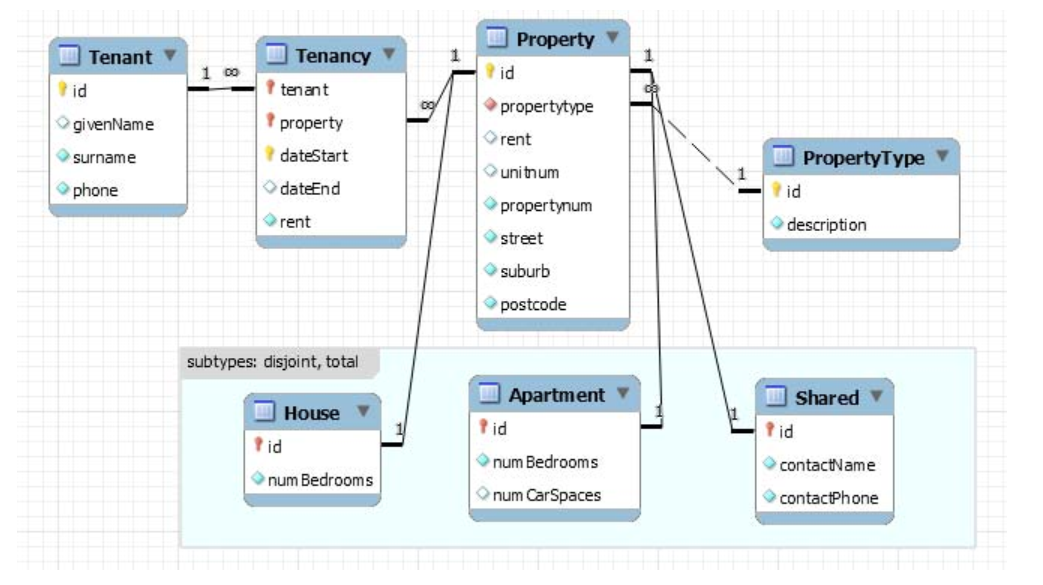 Tenant
id
givenName
surname
phone
1 ∞
Tenancy
tenant
property
dateStart
dateEnd
rent
∞
1
Property
id
propertytype
rent
unitnum
propertynum
street
suburb
postcode
1
∞
1
PropertyType
id
description
subtypes: disjoint, total
House
id
numBedrooms
1
Apartment
id
numBedrooms
numCarSpaces
1
1
Shared
id
contactName
contactPhone